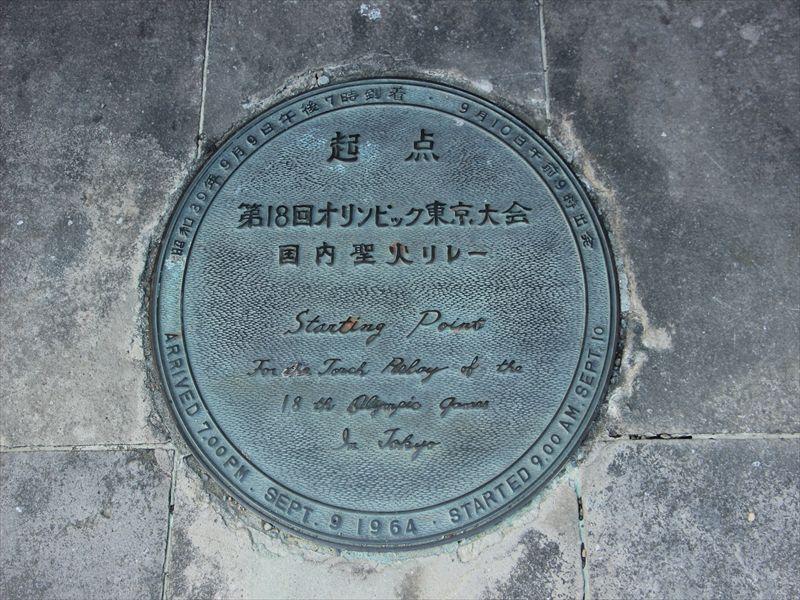 昭和39年9月9日午後7時到着・9月10日午前9時出発
起点
第18回オリンピック東京大会
国内聖火リレー
Starting Point
For the Torch Relay of the
18 th Olympic Games
In Tokyo
ARRIVED 7.00 PM. SEPT. 9 1964 · STARTED 9.00 AM. SEPT. 10